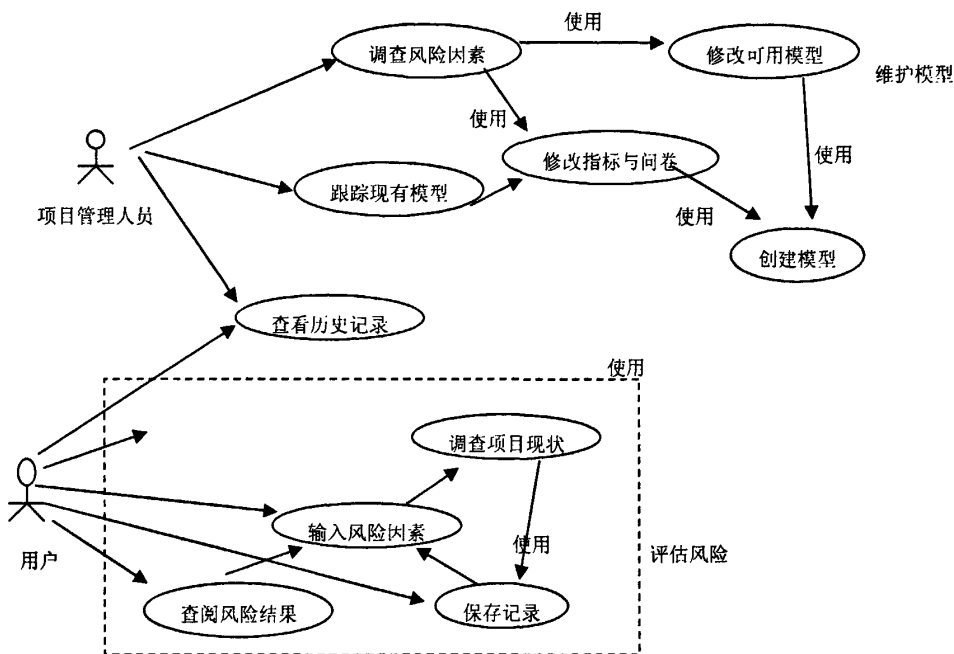 使用
调查风险因素
修改可用模型
维护模型
使用
修改指标与问卷
使用
跟踪现有模型
使用
项目管理人员
创建模型
查看历史记录
使用
调查项目现状
输入风险因素
使用
用户
评估风险
查阅风险结果
保存记录